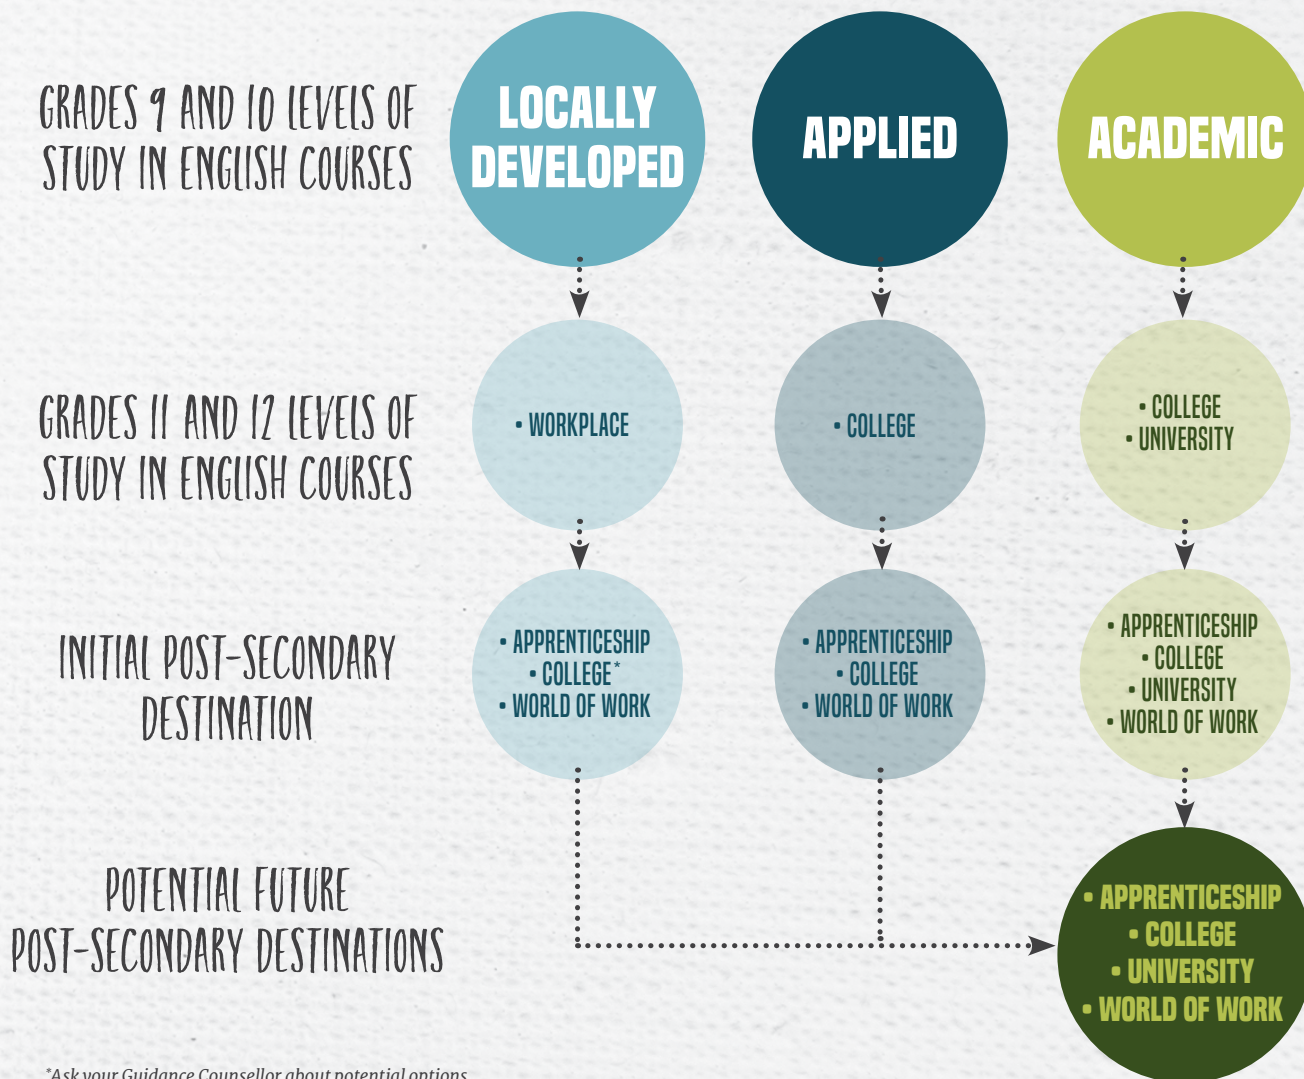 GRADES 9 AND 10 LEVELS OF
STUDY IN ENGLISH COURSES
LOCALLY
DEVELOPED
APPLIED
ACADEMIC
GRADES 11 AND 12 LEVELS OF
STUDY IN ENGLISH COURSES
• WORKPLACE
• COLLEGE
• COLLEGE
• UNIVERSITY
INITIAL POST-SECONDARY
DESTINATION
• APPRENTICESHIP
• COLLEGE*
• WORLD OF WORK
• APPRENTICESHIP
• COLLEGE
• WORLD OF WORK
• APPRENTICESHIP
• COLLEGE
• UNIVERSITY
• WORLD OF WORK
POTENTIAL FUTURE
POST-SECONDARY DESTINATIONS
• APPRENTICESHIP
• COLLEGE
• UNIVERSITY
• WORLD OF WORK
*Ask your Guidance Counsellor about potential options